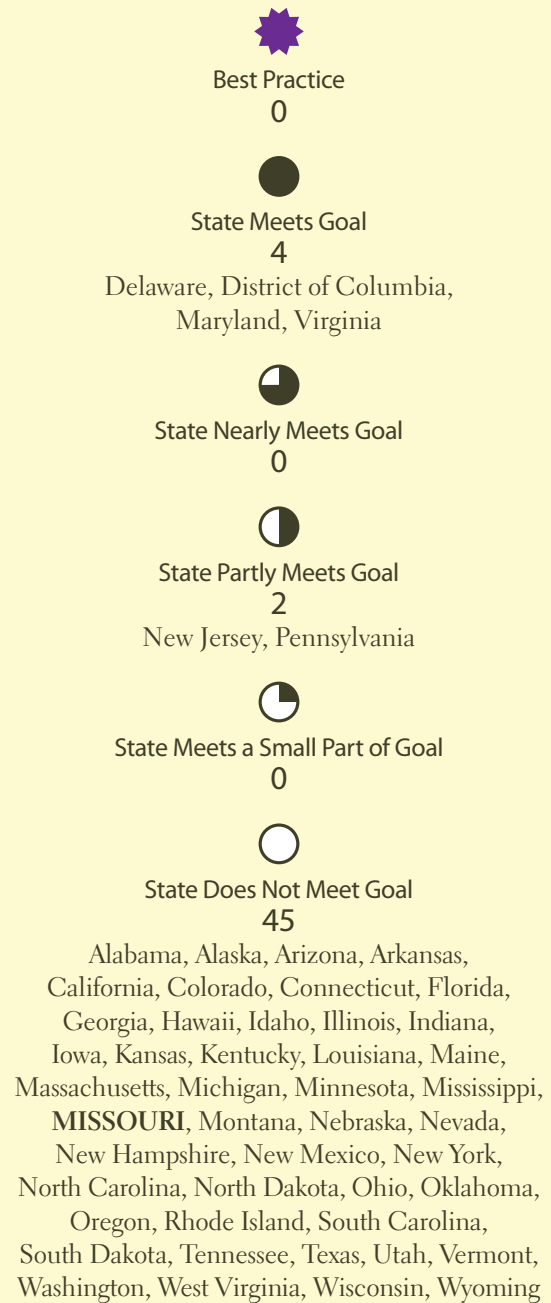 Best Practice
0
State Meets Goal
4
Delaware, District of Columbia,
Maryland, Virginia
State Nearly Meets Goal
0
State Partly Meets Goal
2
New Jersey, Pennsylvania
State Meets a Small Part of Goal
0
State Does Not Meet Goal
45
Alabama, Alaska, Arizona, Arkansas,
California, Colorado, Connecticut, Florida,
Georgia, Hawaii, Idaho, Illinois, Indiana,
Iowa, Kansas, Kentucky, Louisiana, Maine,
Massachusetts, Michigan, Minnesota, Mississippi,
MISSOURI, Montana, Nebraska, Nevada,
New Hampshire, New Mexico, New York,
North Carolina, North Dakota, Ohio, Oklahoma,
Oregon, Rhode Island, South Carolina,
South Dakota, Tennessee, Texas, Utah, Vermont,
Washington, West Virginia, Wisconsin, Wyoming